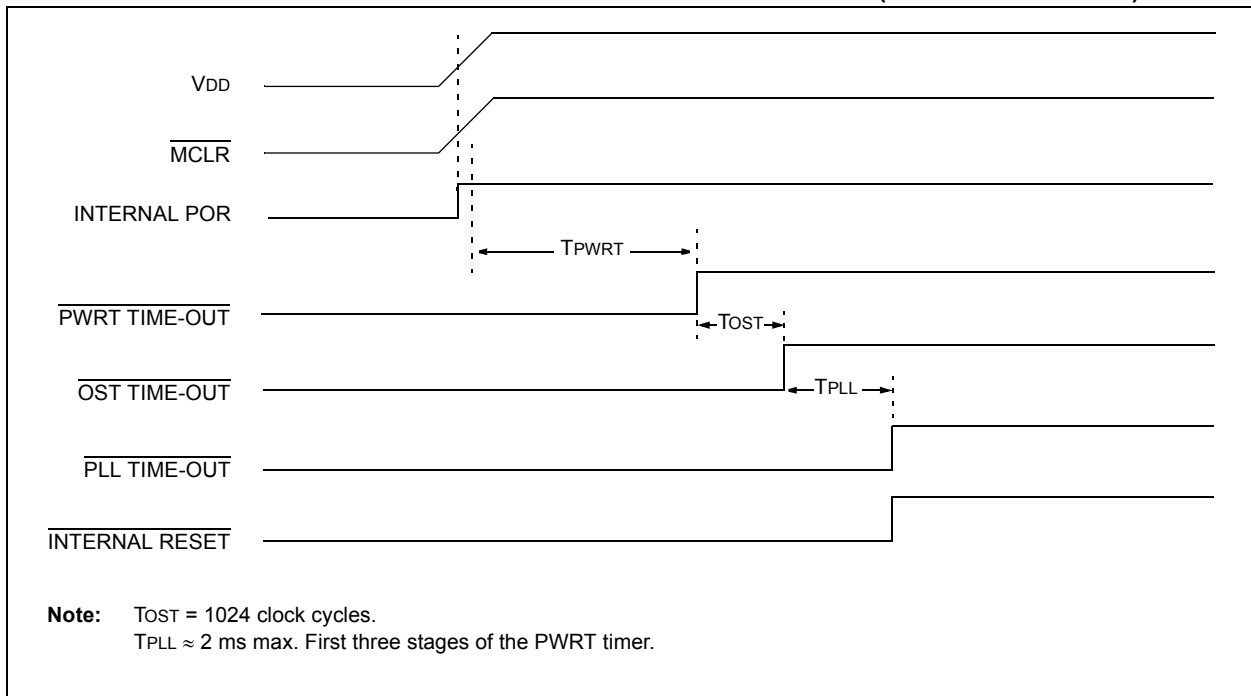 VDD
MCLR
INTERNAL POR
TPWRT
PWRT TIME-OUT
TOST
OST TIME-OUT
TPLL
PLL TIME-OUT
INTERNAL RESET
Note: TOST = 1024 clock cycles.
TPLL ≈ 2 ms max. First three stages of the PWRT timer.